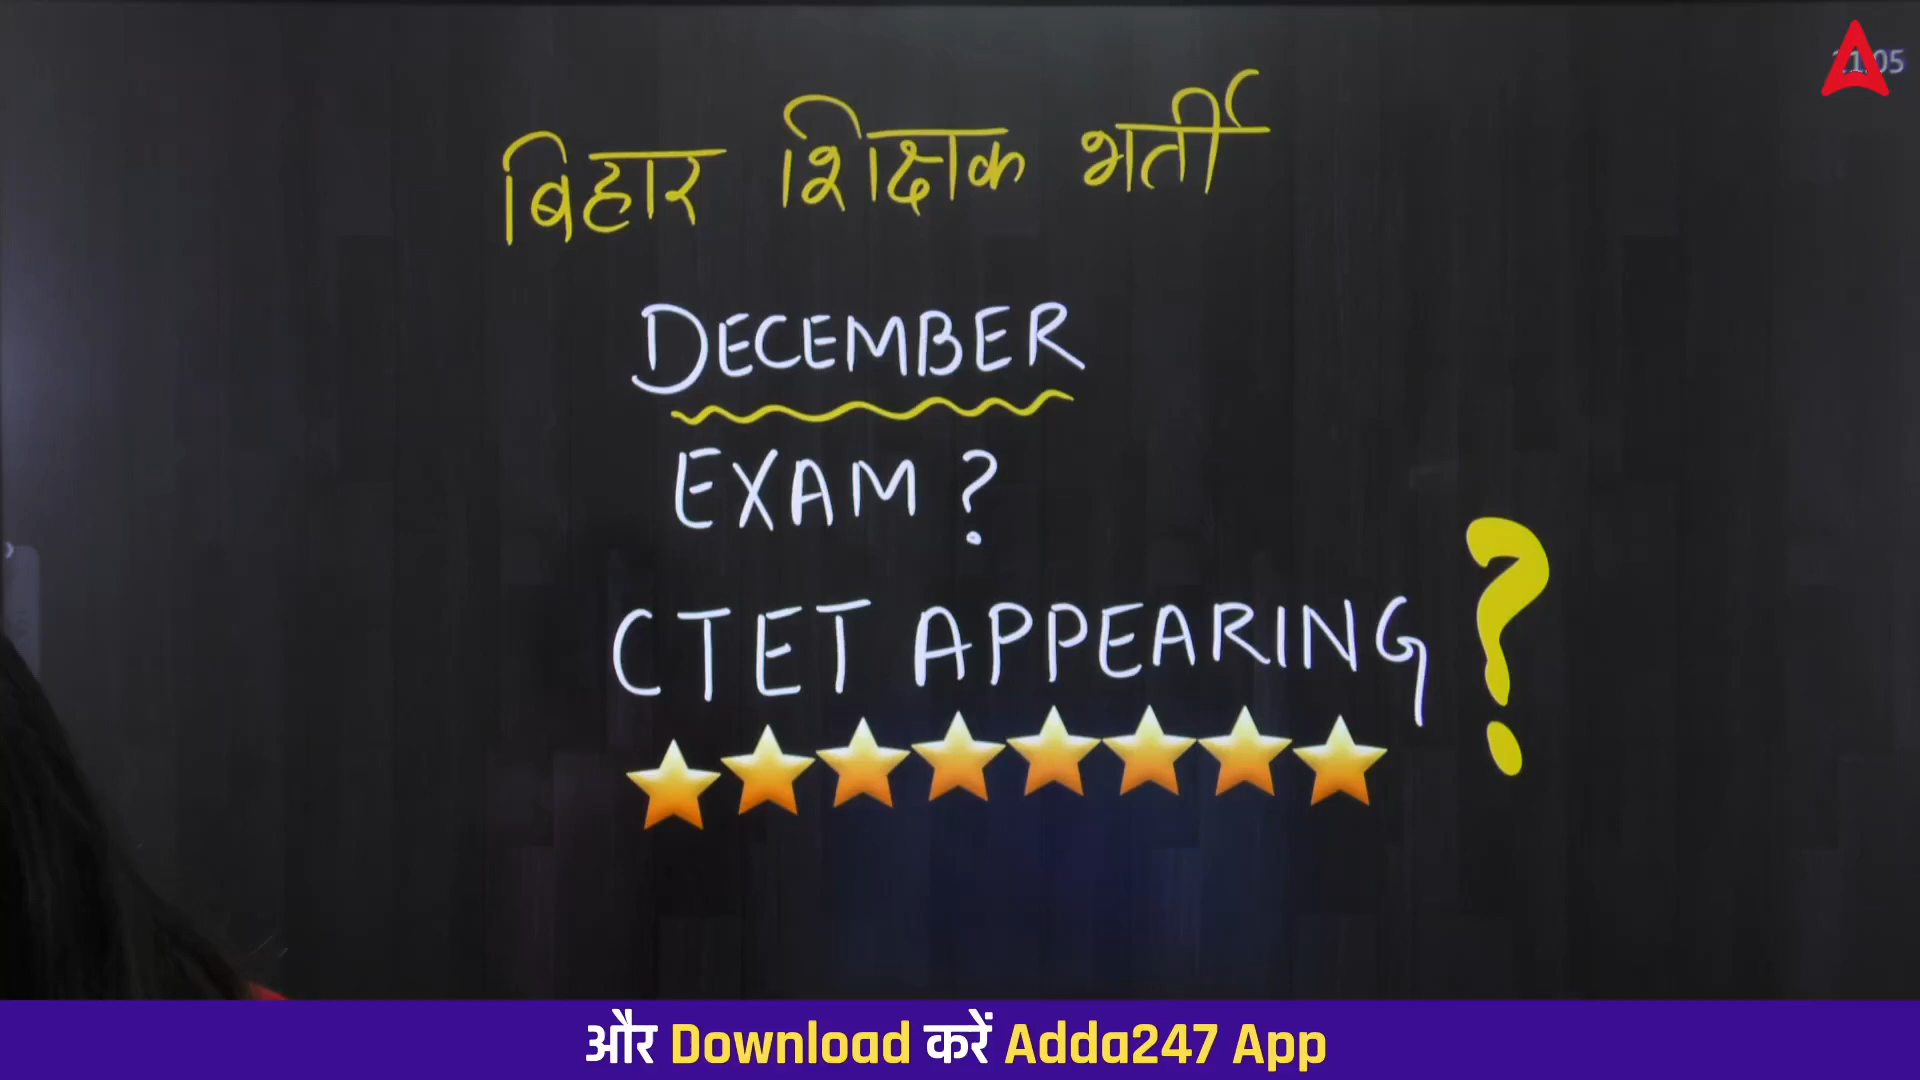 बिहार शिक्षक भर्ती
DECEMBER
EXAM ?
CTET APPEARING ?
और Download करें Adda247 App